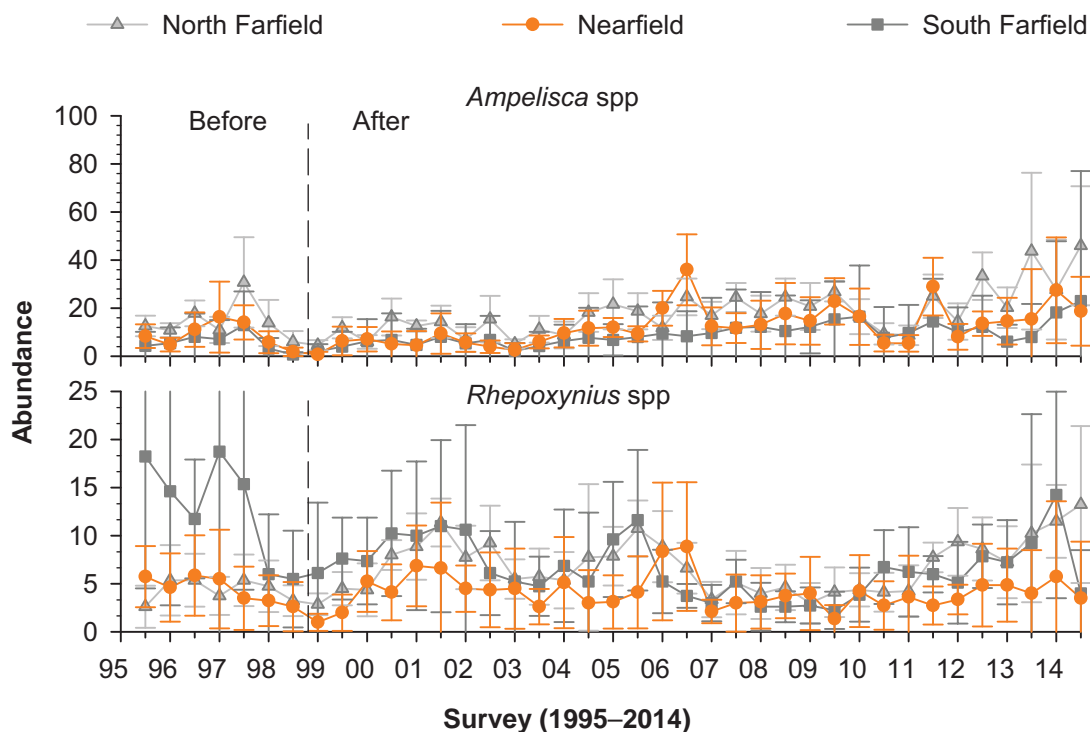 North Farfield Nearfield South Farfield
Ampelisca spp
Before After
100
80
60
40
20
0
Abundance
Rhepoxynius spp
25
20
15
10
5
0
95 96 97 98 99 00 01 02 03 04 05 06 07 08 09 10 11 12 13 14
Survey (1995–2014)